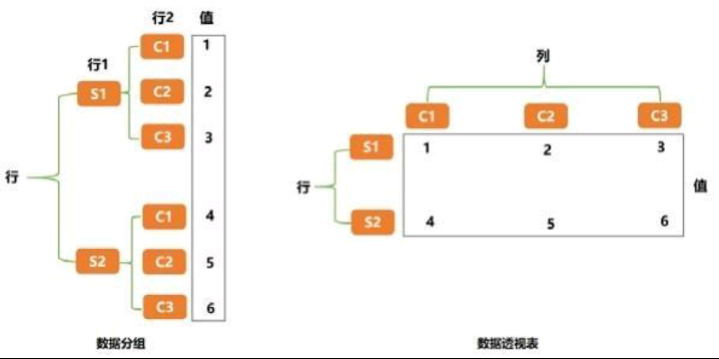 行2 值
C1 1
行1
S1 C2 2
C3 3
行
C1 4
S2 C2 5
C3 6
数据分组
列
C1 C2 C3
S1 1 2 3
行 值
S2 4 5 6
数据透视表